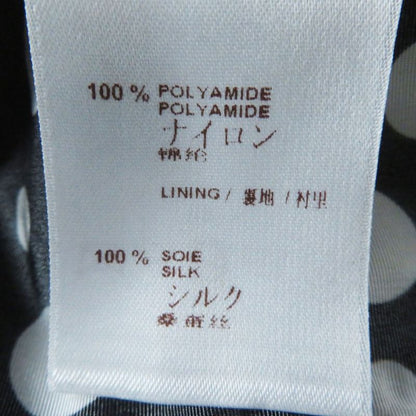 100 % POLYAMIDE
POLYAMIDE
ナイロン
锦纶
LINING / 裏地 / 衬里
100 % SOIE
SILK
シルク
桑蚕丝